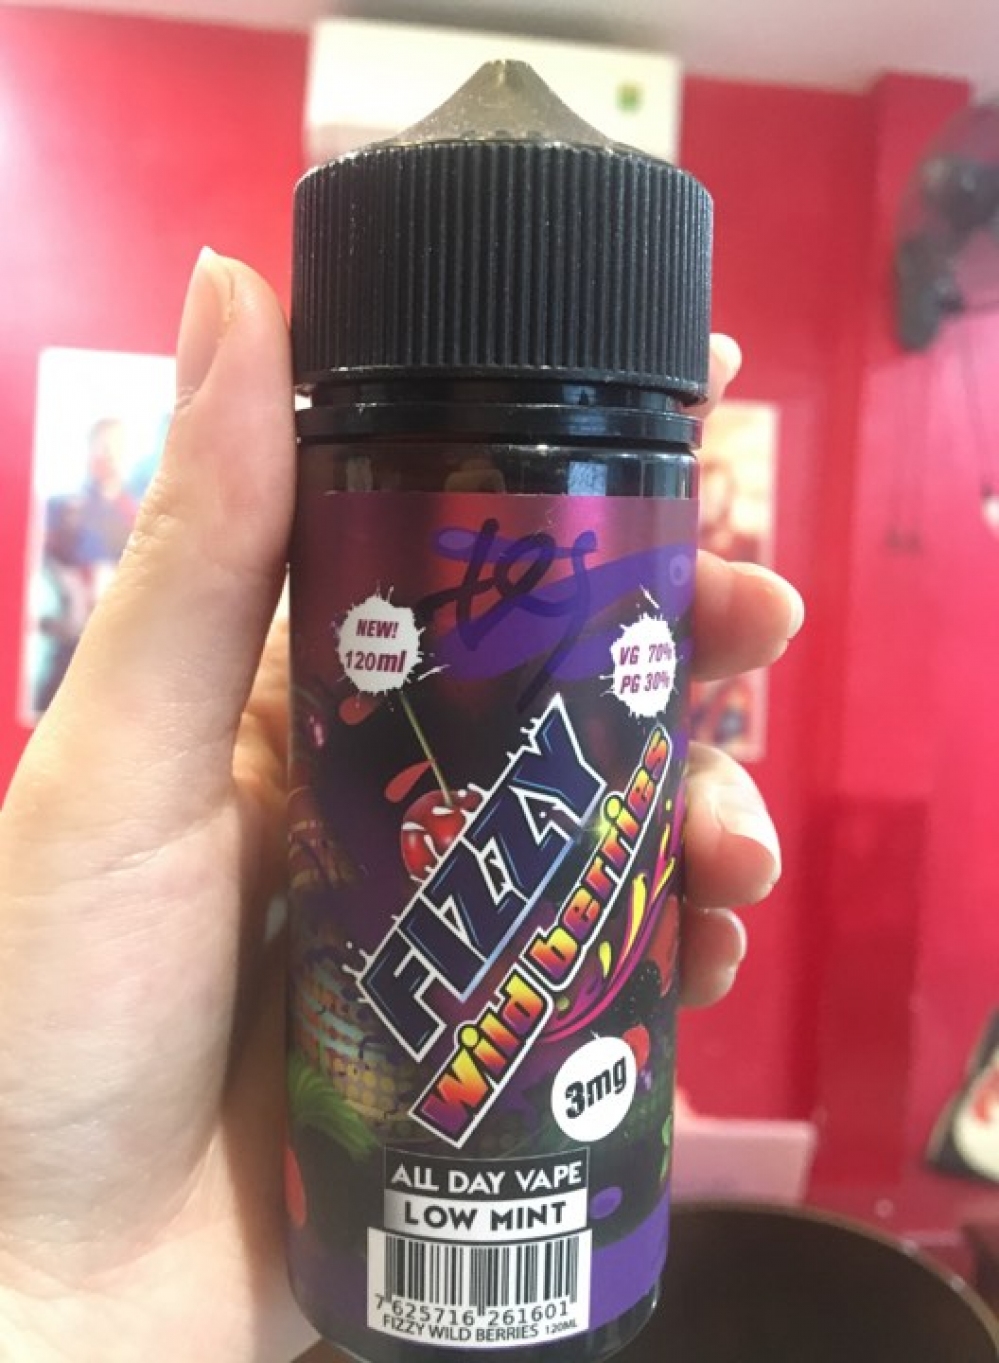 tes
NEW!
120ml
VG 70%
PG 30%
FIZZY
Wild berries
3mg
ALL DAY VAPE
LOW MINT
7 625716 261601
FIZZY WILD BERRIES 120ML